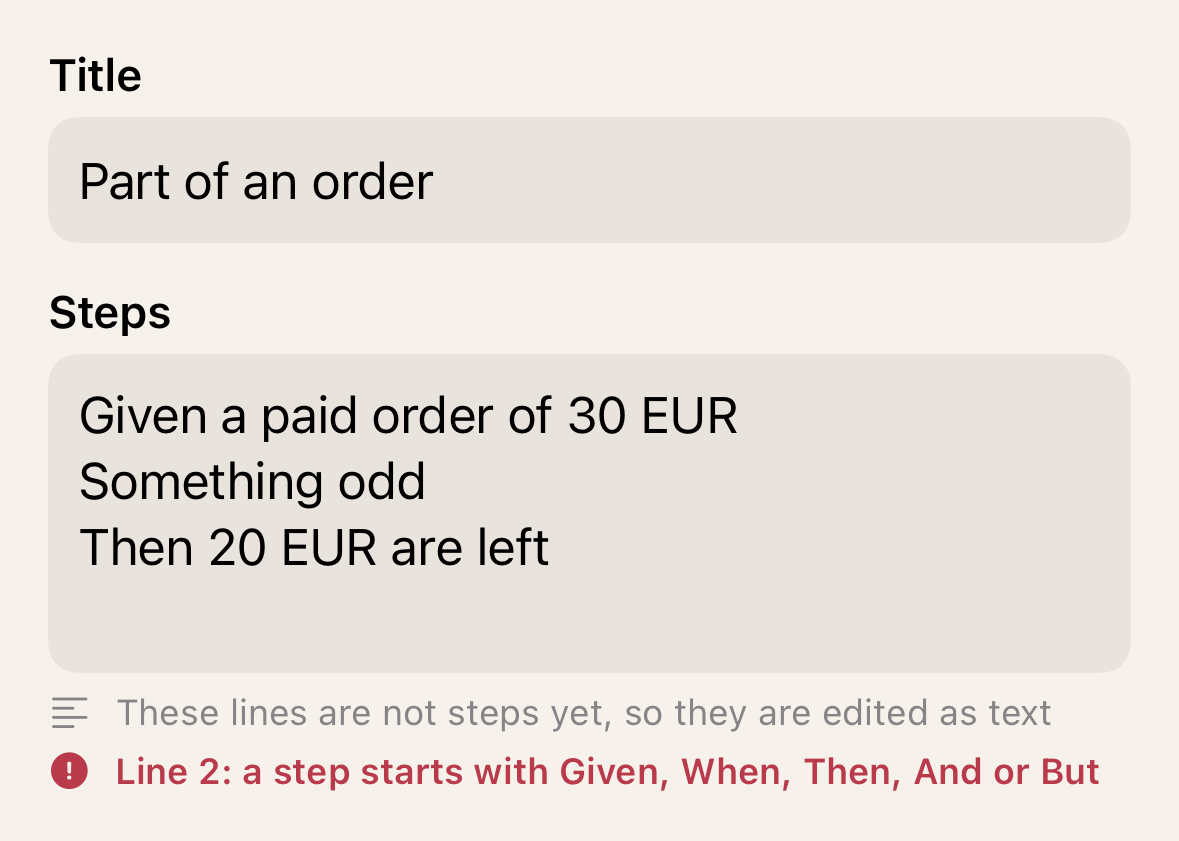 Title
Part of an order
Steps
Given a paid order of 30 EUR
Something odd
Then 20 EUR are left
These lines are not steps yet, so they are edited as text
Line 2: a step starts with Given, When, Then, And or But